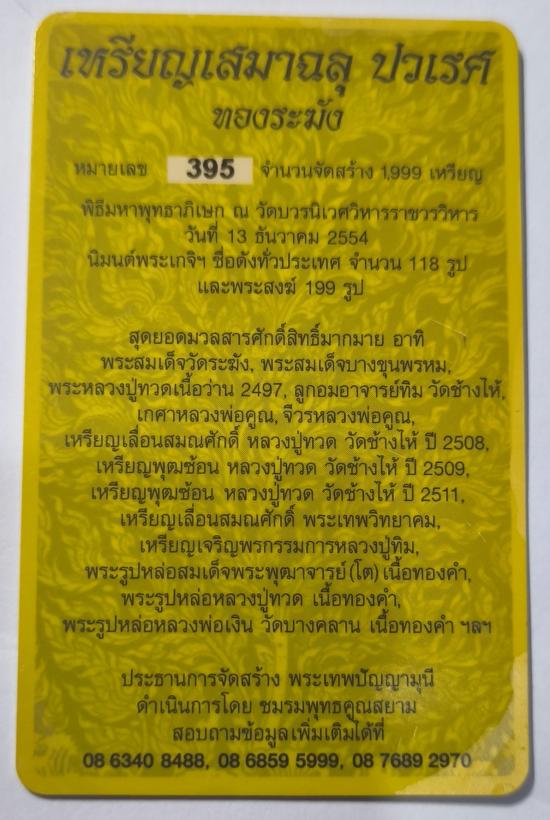 เหรียญเสมาฉลุ ปวเรศ
ทองระฆัง
หมายเลข 395 จำนวนจัดสร้าง 1,999 เหรียญ
พิธีมหาพุทธาภิเษก ณ วัดบวรนิเวศวิหารราชวรวิหาร
วันที่ 13 ธันวาคม 2554
นิมนต์พระเกจิฯ ชื่อดังทั่วประเทศ จำนวน 118 รูป
และพระสงฆ์ 199 รูป
สุดยอดมวลสารศักดิ์สิทธิ์มากมาย อาทิ
พระสมเด็จวัดระฆัง, พระสมเด็จบางขุนพรหม,
พระหลวงปู่ทวดเนื้อว่าน 2497, ลูกอมอาจารย์ทิม วัดช้างไห้,
เกศาหลวงพ่อคูณ, จีวรหลวงพ่อคูณ,
เหรียญเลื่อนสมณศักดิ์ หลวงปู่ทวด วัดช้างไห้ ปี 2508,
เหรียญพุฒซ้อน หลวงปู่ทวด วัดช้างไห้ ปี 2509,
เหรียญพุฒซ้อน หลวงปู่ทวด วัดช้างไห้ ปี 2511,
เหรียญเลื่อนสมณศักดิ์ พระเทพวิทยาคม,
เหรียญเจริญพรกรรมการหลวงปู่ทิม,
พระรูปหล่อสมเด็จพระพุฒาจารย์(โต) เนื้อทองคำ,
พระรูปหล่อหลวงปู่ทวด เนื้อทองคำ,
พระรูปหล่อหลวงพ่อเงิน วัดบางคลาน เนื้อทองคำ ฯลฯ
ประธานการจัดสร้าง พระเทพปัญญามุนี
ดำเนินการโดย ชมรมพุทธคูณสยาม
สอบถามข้อมูลเพิ่มเติมได้ที่
08 6340 8488, 08 6859 5999, 08 7689 2970